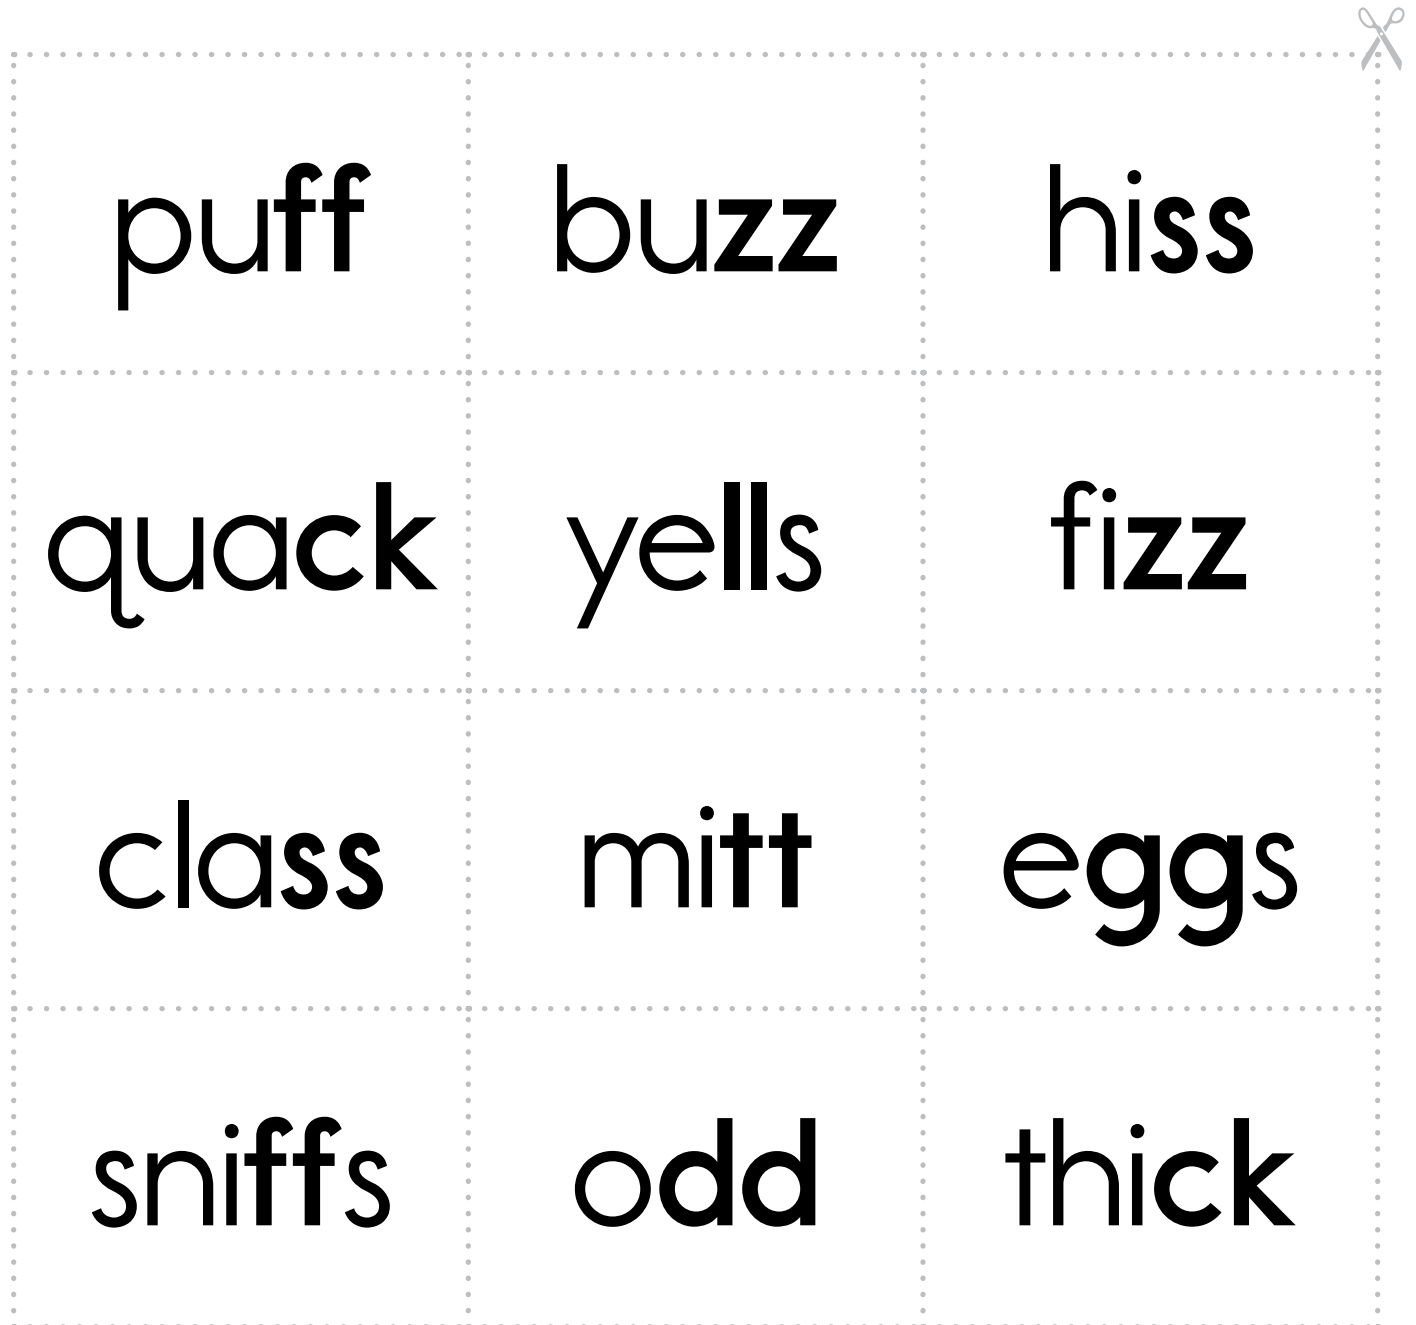 puff buzz hiss
quack yells fizz
class mitt eggs
sniffs odd thick